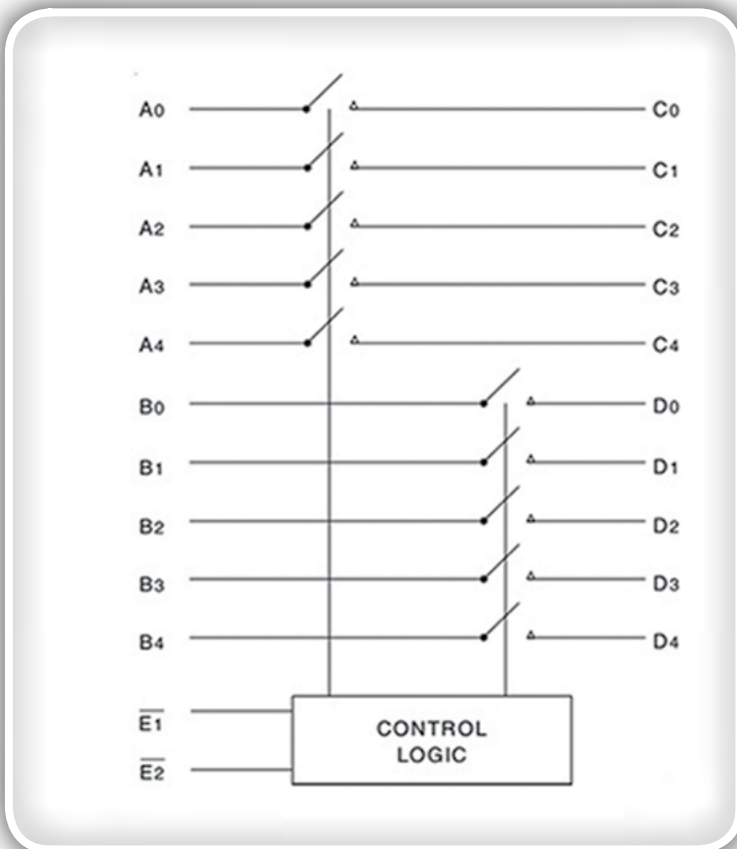 A0 C0
A1 C1
A2 C2
A3 C3
A4 C4
B0 D0
B1 D1
B2 D2
B3 D3
B4 D4
E1
CONTROL
LOGIC
E2